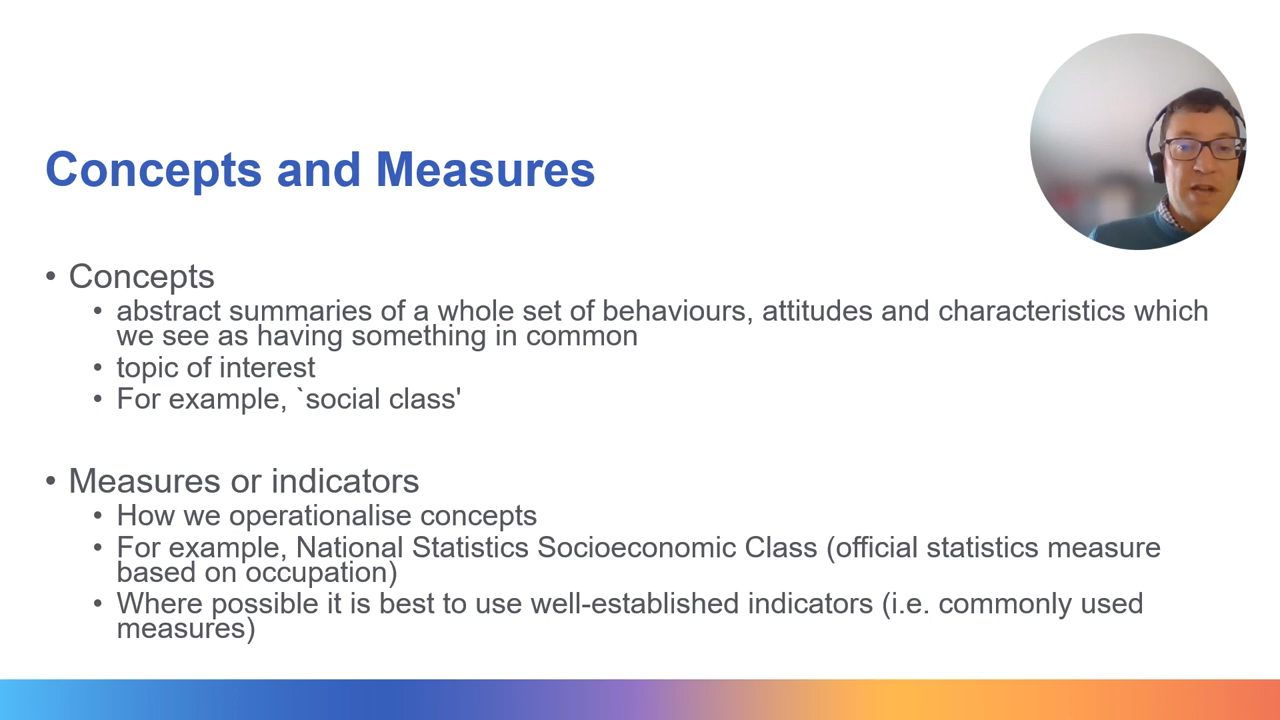 Concepts and Measures
• Concepts
• abstract summaries of a whole set of behaviours, attitudes and characteristics which
we see as having something in common
• topic of interest
• For example, `social class'
• Measures or indicators
• How we operationalise concepts
• For example, National Statistics Socioeconomic Class (official statistics measure
based on occupation)
• Where possible it is best to use well-established indicators (i.e. commonly used
measures)